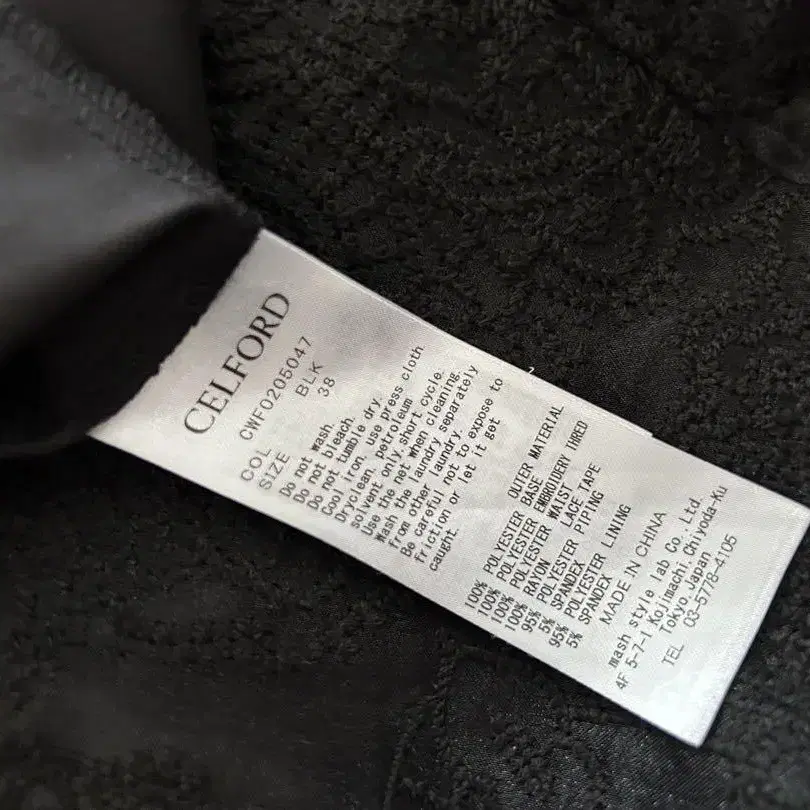 CELFORD
CWFO205047
COL BLK
SIZE 38
Do not wash.
Do not bleach.
Do not tumble dry.
Cool iron, use press cloth
Dryclean, petroleum
solvent only,short cycle.
Use the net when cleaning.
Wash the laundry separately
from other laundry.
Be careful not to expose to
friction or let it get
caught.
OUTER MATERIAL
100% POLYESTER BASE
100% POLYESTER EMBROIDERY THRED
100% POLYESTER WAIST
100% RAYON LACE TAPE
95% POLYESTER PIPING
5% SPANDEX
95% POLYESTER LINING
5% SPANDEX
MADE IN CHINA
mash style lab Co. Ltd.
4F 5-7-1 Kojimachi,Chiyoda-Ku
Tokyo,Japan
TEL 03-5778-4105